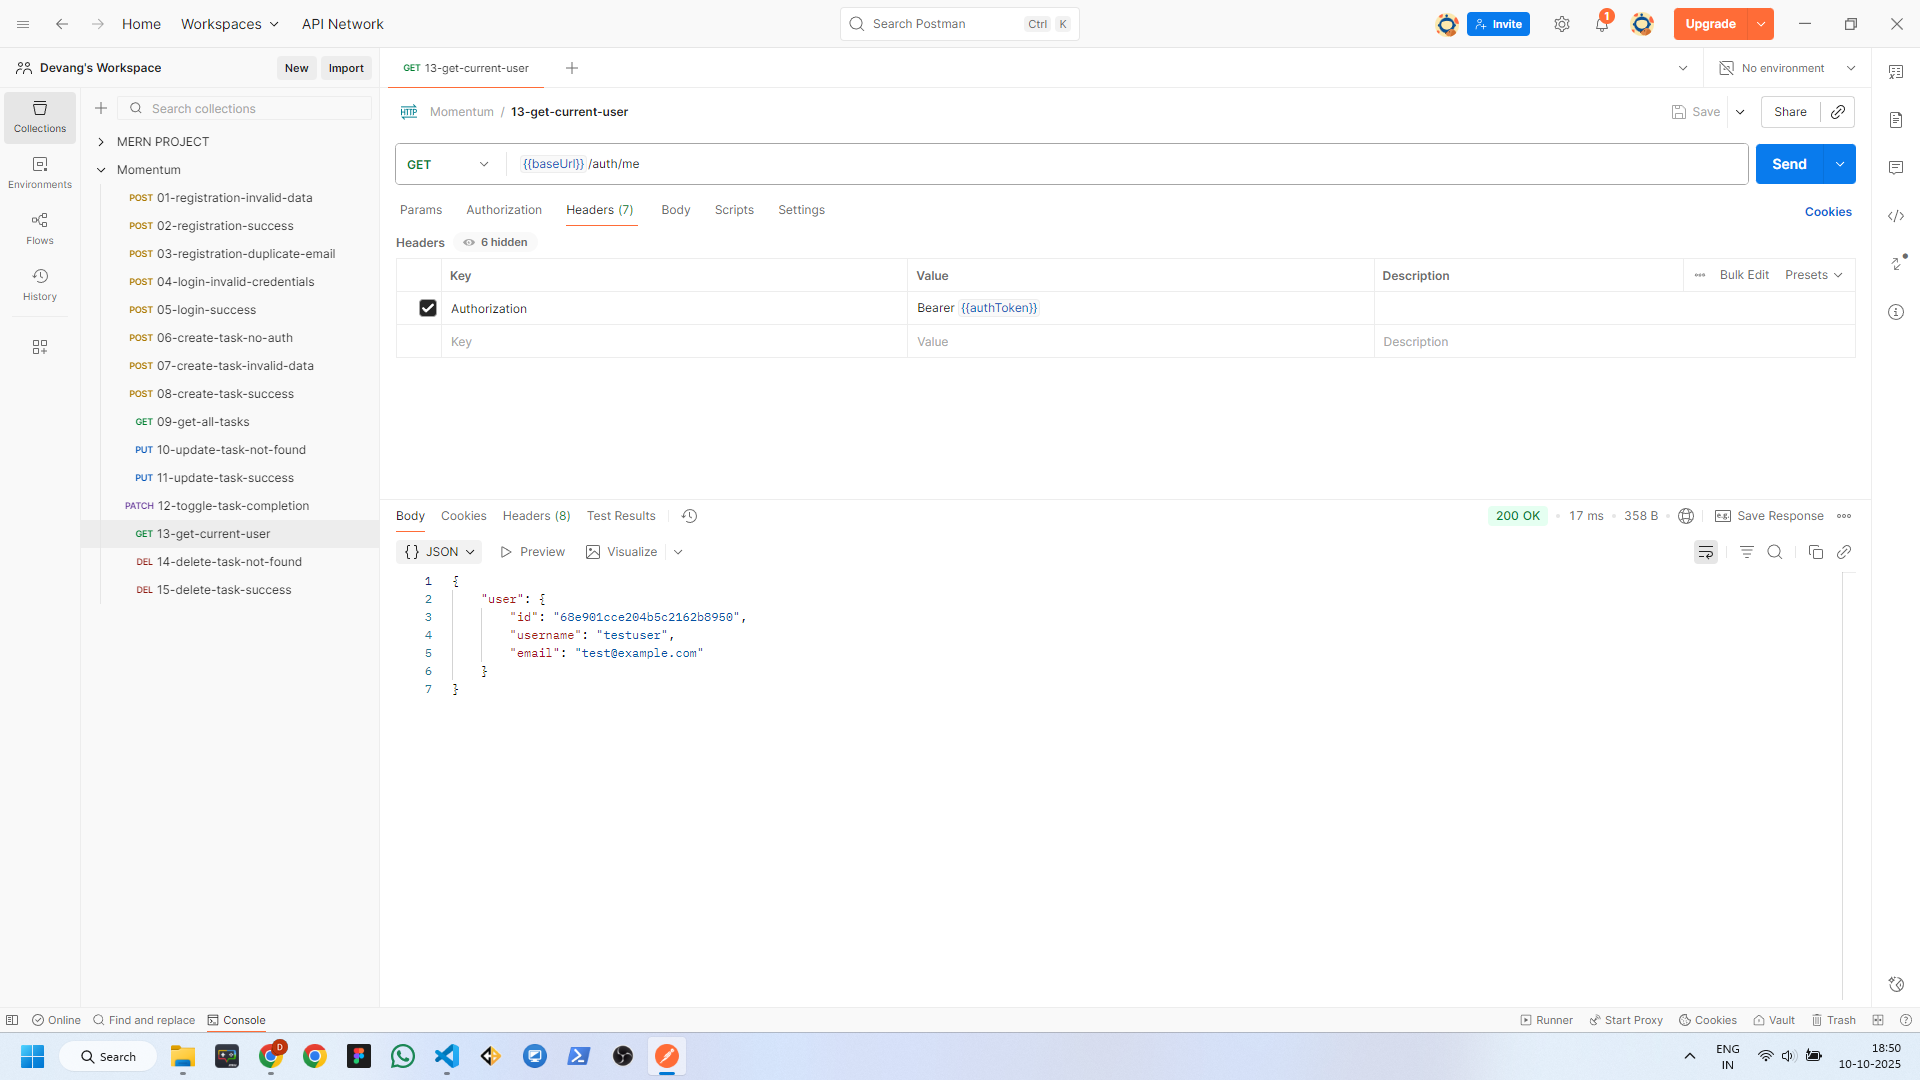 Home
Workspaces
API Network
Search Postman
Ctrl K
Invite
1
Upgrade
Devang's Workspace
New
Import
GET 13-get-current-user
No environment
Collections
Environments
Flows
History
Search collections
MERN PROJECT
Momentum
POST 01-registration-invalid-data
POST 02-registration-success
POST 03-registration-duplicate-email
POST 04-login-invalid-credentials
POST 05-login-success
POST 06-create-task-no-auth
POST 07-create-task-invalid-data
POST 08-create-task-success
GET 09-get-all-tasks
PUT 10-update-task-not-found
PUT 11-update-task-success
PATCH 12-toggle-task-completion
GET 13-get-current-user
DEL 14-delete-task-not-found
DEL 15-delete-task-success
HTTP Momentum / 13-get-current-user
Save
Share
GET
{{baseUrl}} /auth/me
Send
Params
Authorization
Headers (7)
Body
Scripts
Settings
Cookies
Headers
6 hidden
Key
Value
Description
Bulk Edit
Presets
Authorization
Bearer {{authToken}}
Key
Value
Description
Body
Cookies
Headers (8)
Test Results
200 OK • 17 ms • 358 B
e.g. Save Response
{} JSON
Preview
Visualize
1 {
2 "user": {
3 "id": "68e901cce204b5c2162b8950",
4 "username": "testuser",
5 "email": "test@example.com"
6 }
7 }
Online
Find and replace
Console
Runner
Start Proxy
Cookies
Vault
Trash
Search
D
ENG
IN
18:50
10-10-2025